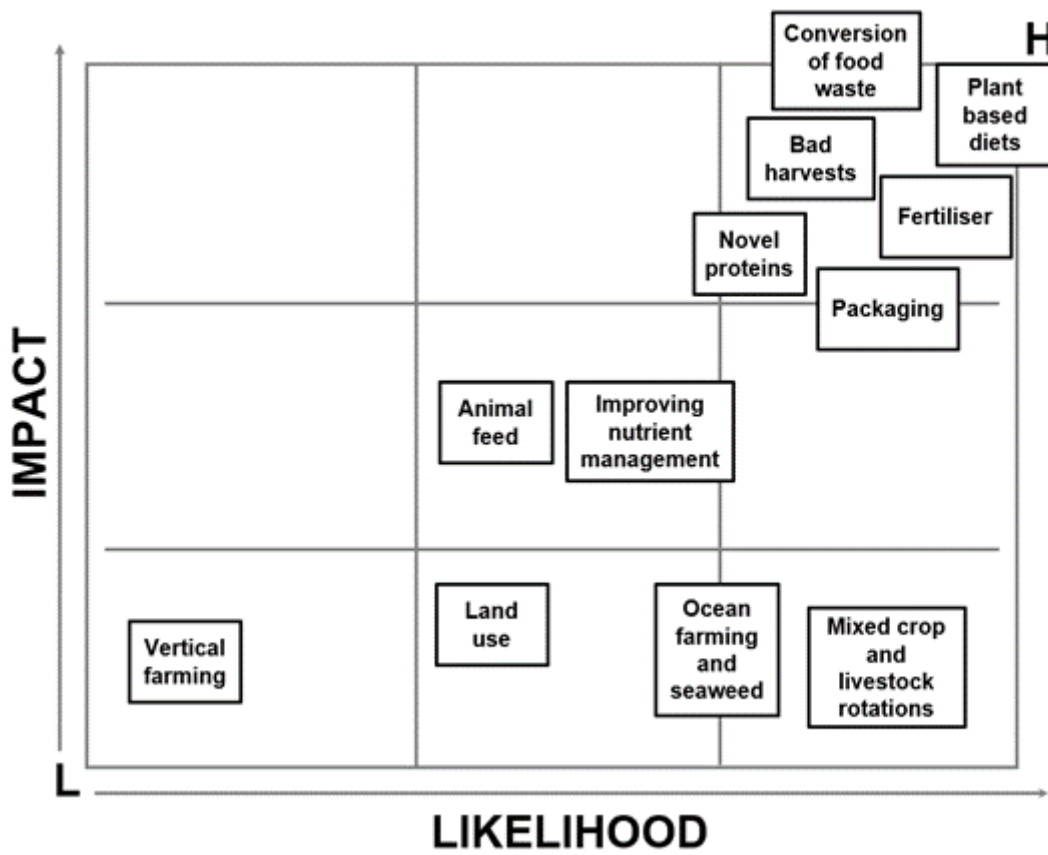 H
Conversion
of food
waste
Plant
based
diets
Bad
harvests
Fertiliser
Novel
proteins
Packaging
IMPACT
Animal
feed
Improving
nutrient
management
Land
use
Ocean
farming
and
seaweed
Mixed crop
and
livestock
rotations
Vertical
farming
L
LIKELIHOOD